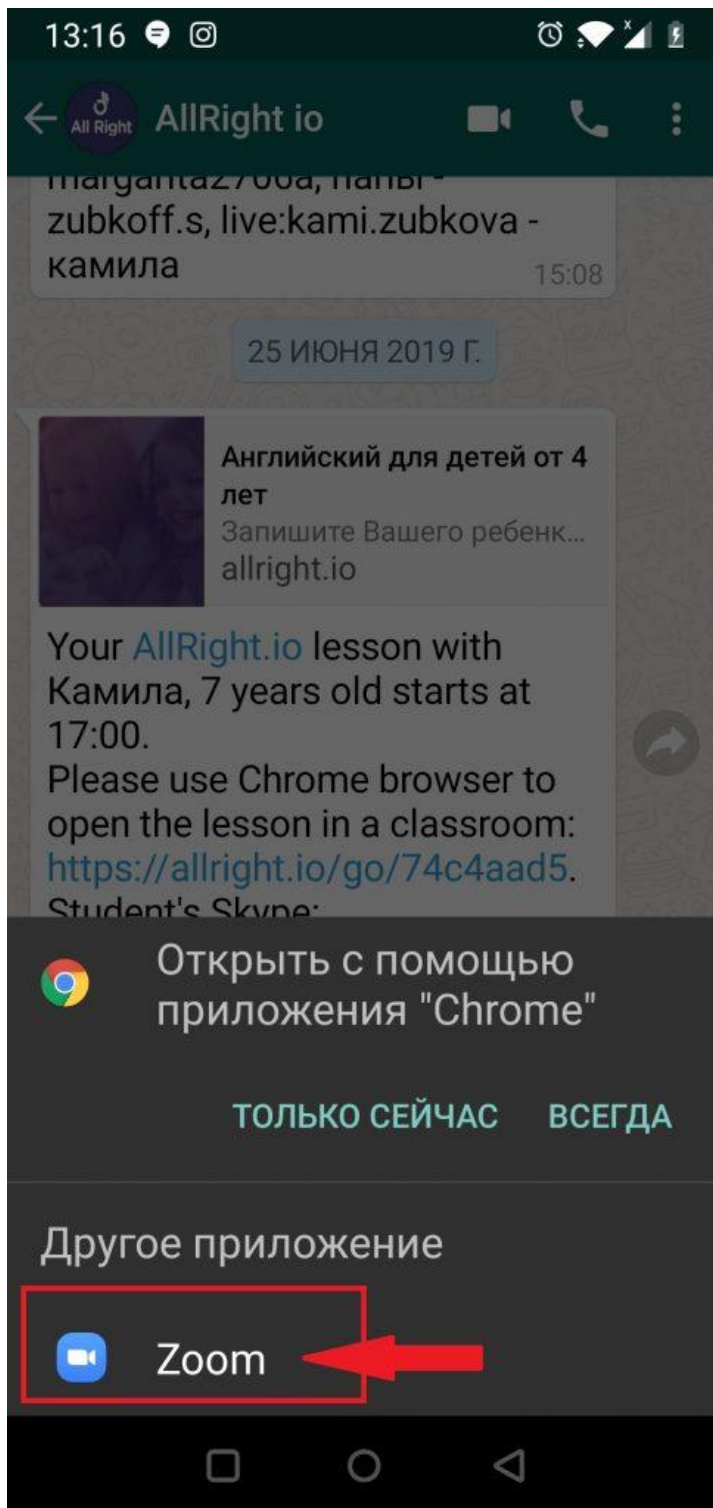 13:16
All Right
AllRight io
zubkoff.s, live:kami.zubkova -
камила
15:08
25 ИЮНЯ 2019 Г.
Английский для детей от 4
лет
Запишите Вашего ребенк...
allright.io
Your AllRight.io lesson with
Камила, 7 years old starts at
17:00.
Please use Chrome browser to
open the lesson in a classroom:
https://allright.io/go/74c4aad5.
Student's Skype:
Открыть с помощью
приложения "Chrome"
ТОЛЬКО СЕЙЧАС ВСЕГДА
Другое приложение
Zoom